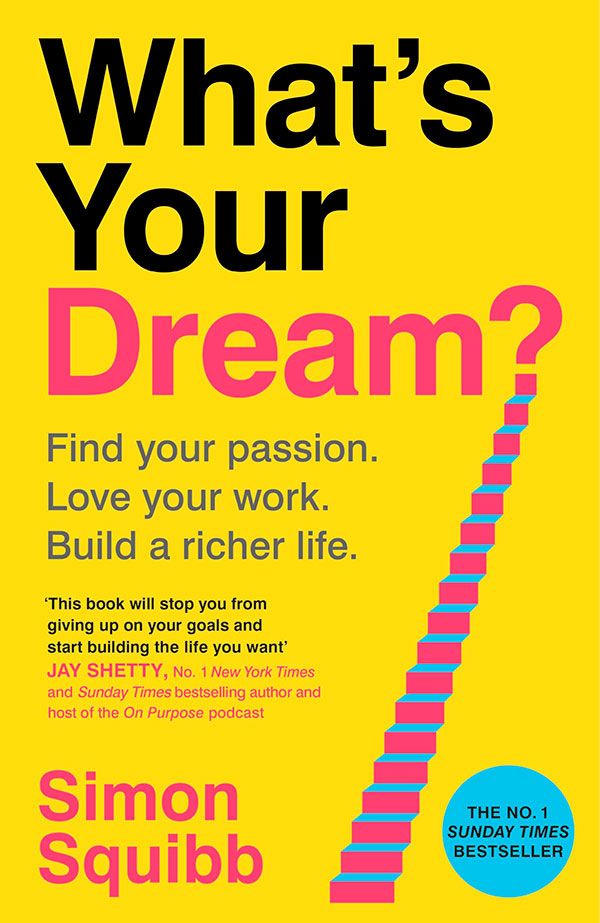 What’s
Your
Dream?
Find your passion.
Love your work.
Build a richer life.
‘This book will stop you from
giving up on your goals and
start building the life you want’
JAY SHETTY, No. 1 New York Times
and Sunday Times bestselling author and
host of the On Purpose podcast
Simon
Squibb
THE NO. 1
SUNDAY TIMES
BESTSELLER